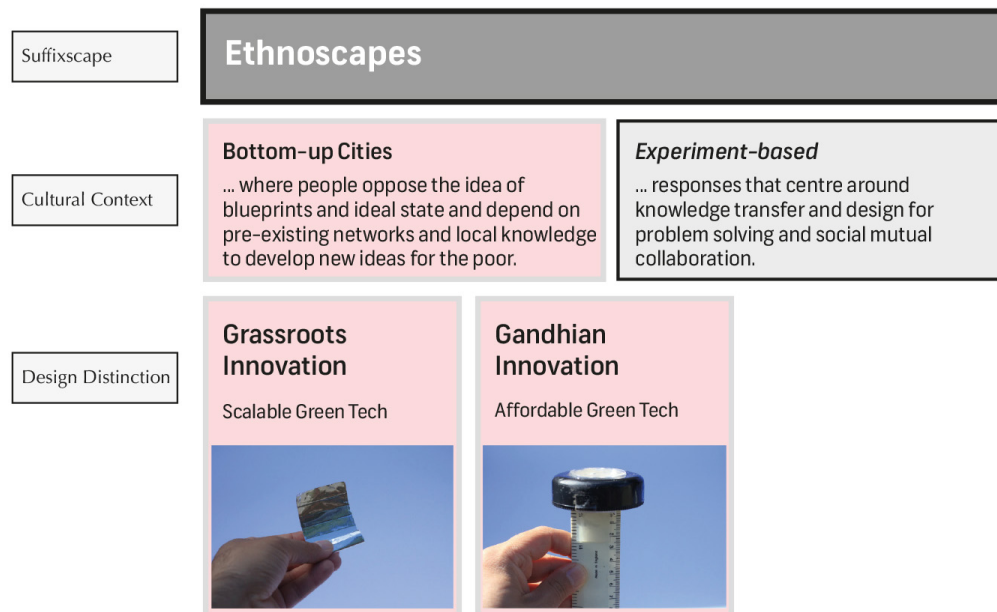 Suffixscape
Ethnoscapes
Cultural Context
Bottom-up Cities
... where people oppose the idea of
blueprints and ideal state and depend on
pre-existing networks and local knowledge
to develop new ideas for the poor.
Experiment-based
... responses that centre around
knowledge transfer and design for
problem solving and social mutual
collaboration.
Design Distinction
Grassroots
Innovation
Scalable Green Tech
Gandhian
Innovation
Affordable Green Tech